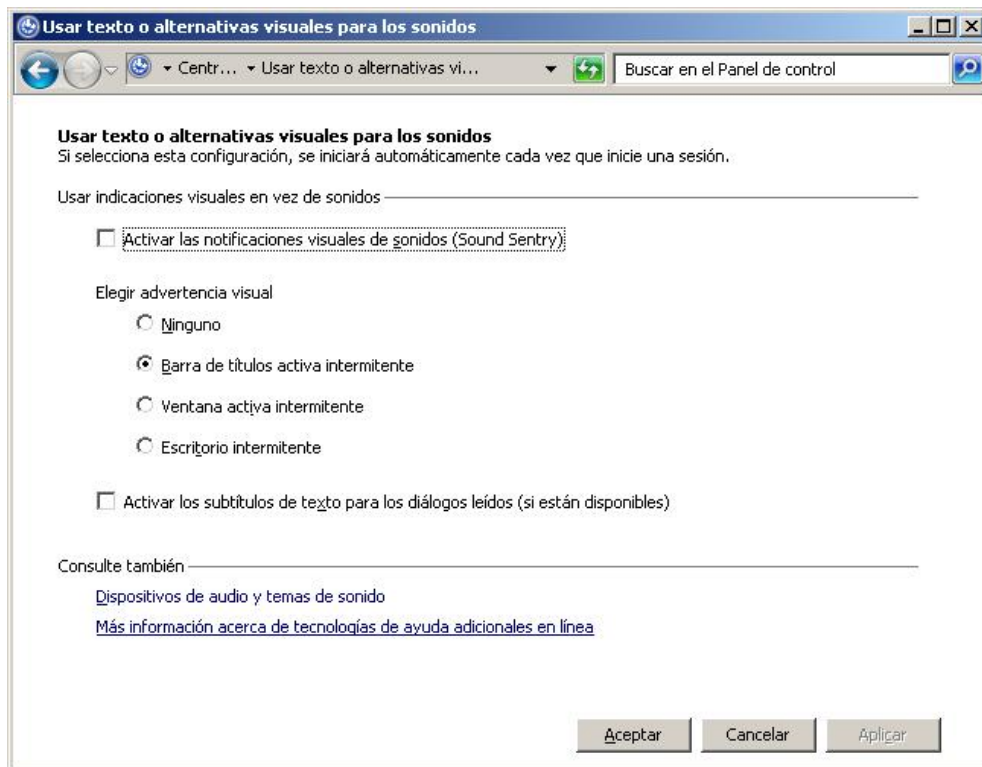 Usar texto o alternativas visuales para los sonidos
Centr... Usar texto o alternativas vi... Buscar en el Panel de control
Usar texto o alternativas visuales para los sonidos
Si selecciona esta configuración, se iniciará automáticamente cada vez que inicie una sesión.
Usar indicaciones visuales en vez de sonidos
Activar las notificaciones visuales de sonidos (Sound Sentry)
Elegir advertencia visual
Ninguno
Barra de títulos activa intermitente
Ventana activa intermitente
Escritorio intermitente
Activar los subtítulos de texto para los diálogos leídos (si están disponibles)
Consulte también
Dispositivos de audio y temas de sonido
Más información acerca de tecnologías de ayuda adicionales en línea
Aceptar Cancelar Aplicar